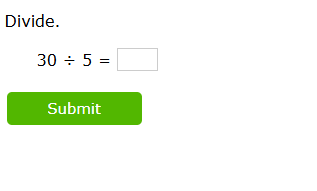 Divide.
30 ÷ 5 =
Submit